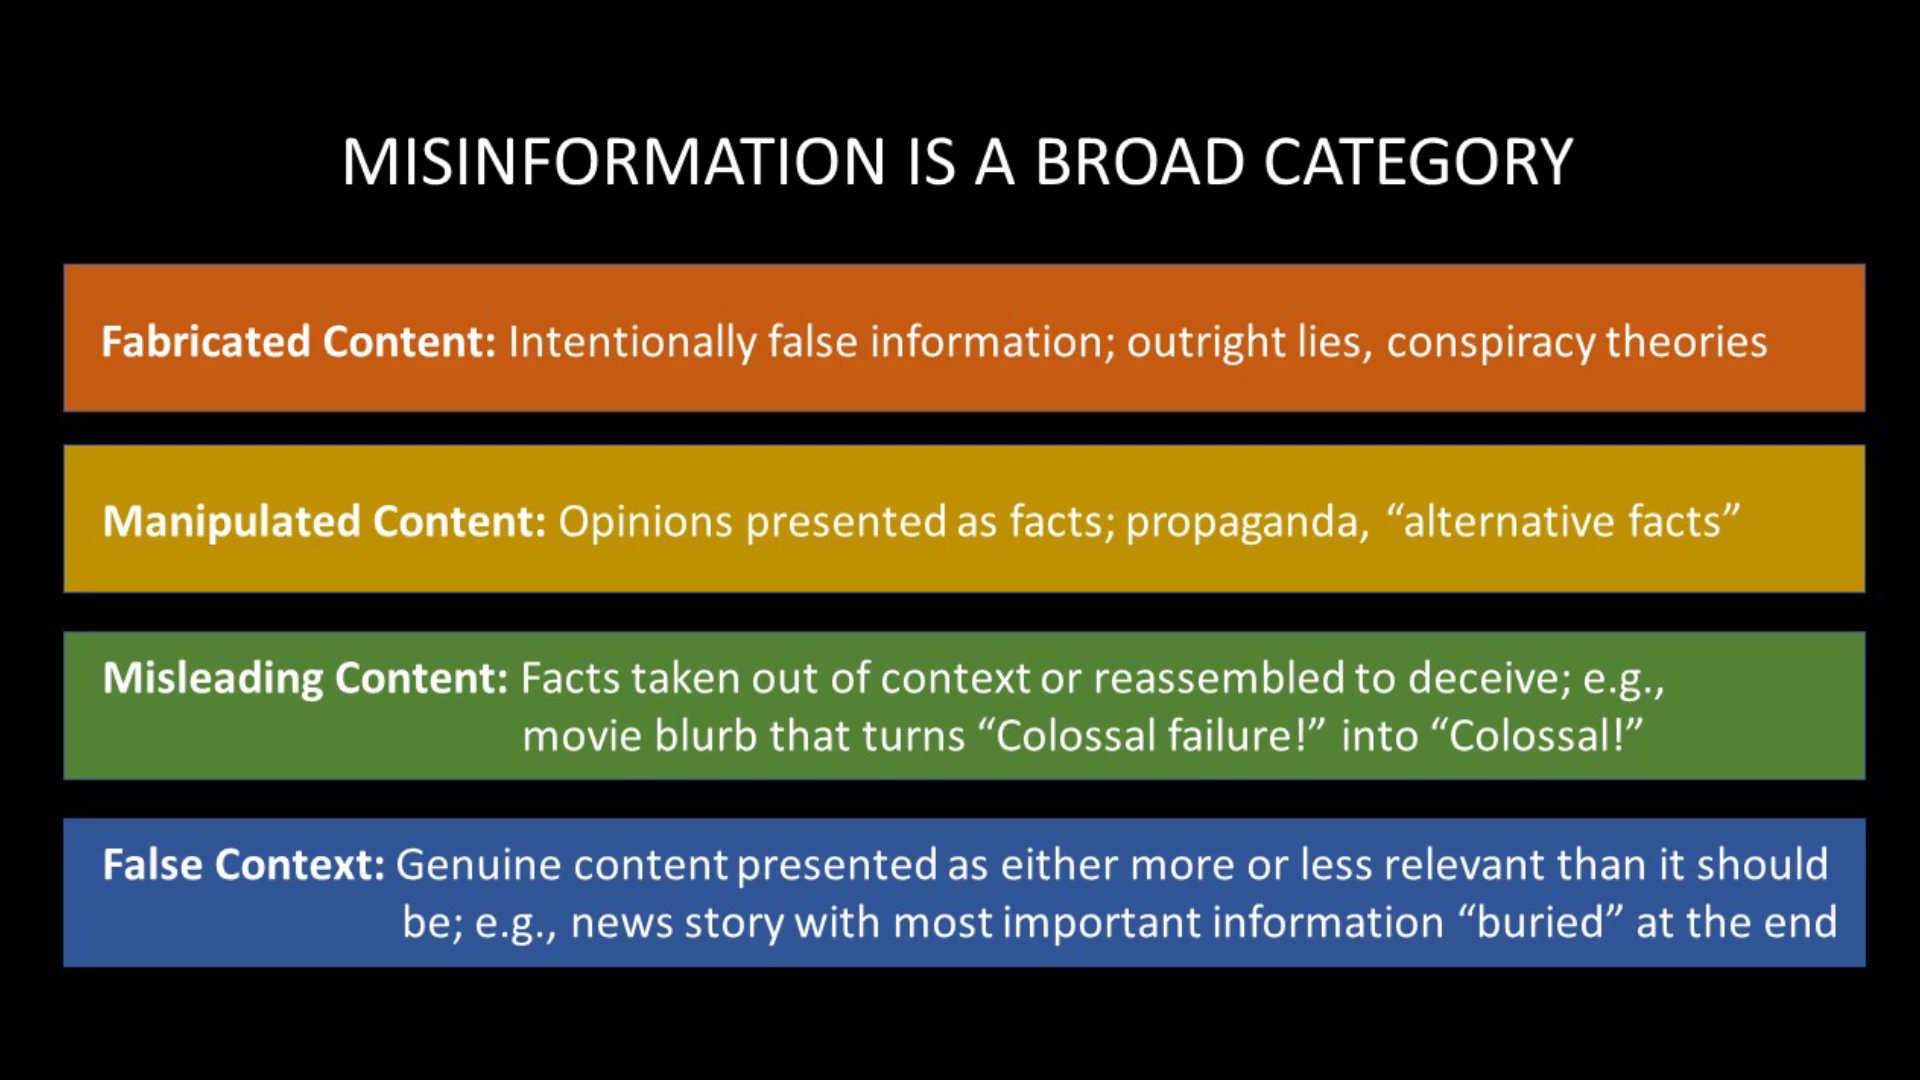 MISINFORMATION IS A BROAD CATEGORY
Fabricated Content: Intentionally false information; outright lies, conspiracy theories
Manipulated Content: Opinions presented as facts; propaganda, “alternative facts”
Misleading Content: Facts taken out of context or reassembled to deceive; e.g.,
movie blurb that turns “Colossal failure!” into “Colossal!”
False Context: Genuine content presented as either more or less relevant than it should
be; e.g., news story with most important information “buried” at the end